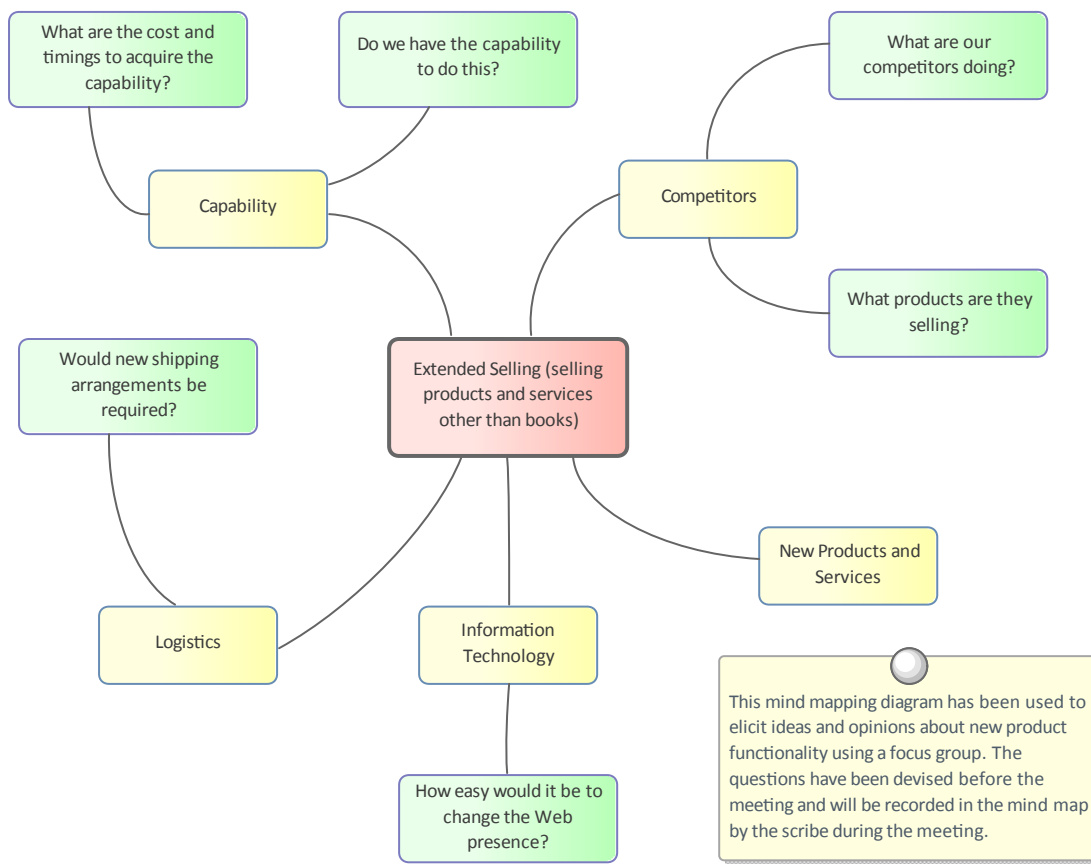 What are the cost and
timings to acquire the
capability?
Do we have the capability
to do this?
What are our
competitors doing?
Capability
Competitors
What products are they
selling?
Would new shipping
arrangements be
required?
Extended Selling (selling
products and services
other than books)
New Products and
Services
Logistics
Information
Technology
How easy would it be to
change the Web
presence?
This mind mapping diagram has been used to
elicit ideas and opinions about new product
functionality using a focus group. The
questions have been devised before the
meeting and will be recorded in the mind map
by the scribe during the meeting.